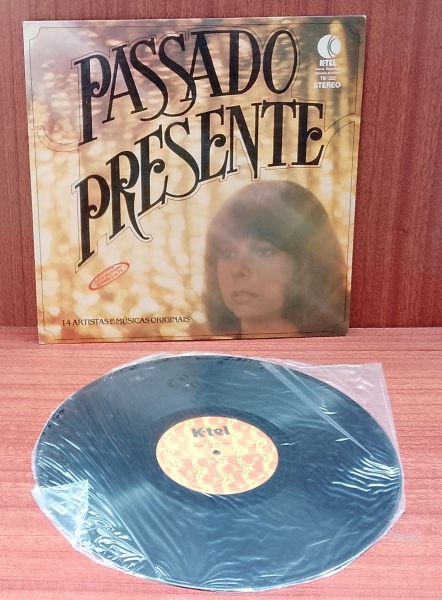 PASSADO
PRESENTE
K-TEL
STEREO
14 ARTISTAS E MÚSICAS ORIGINAIS
K-tel